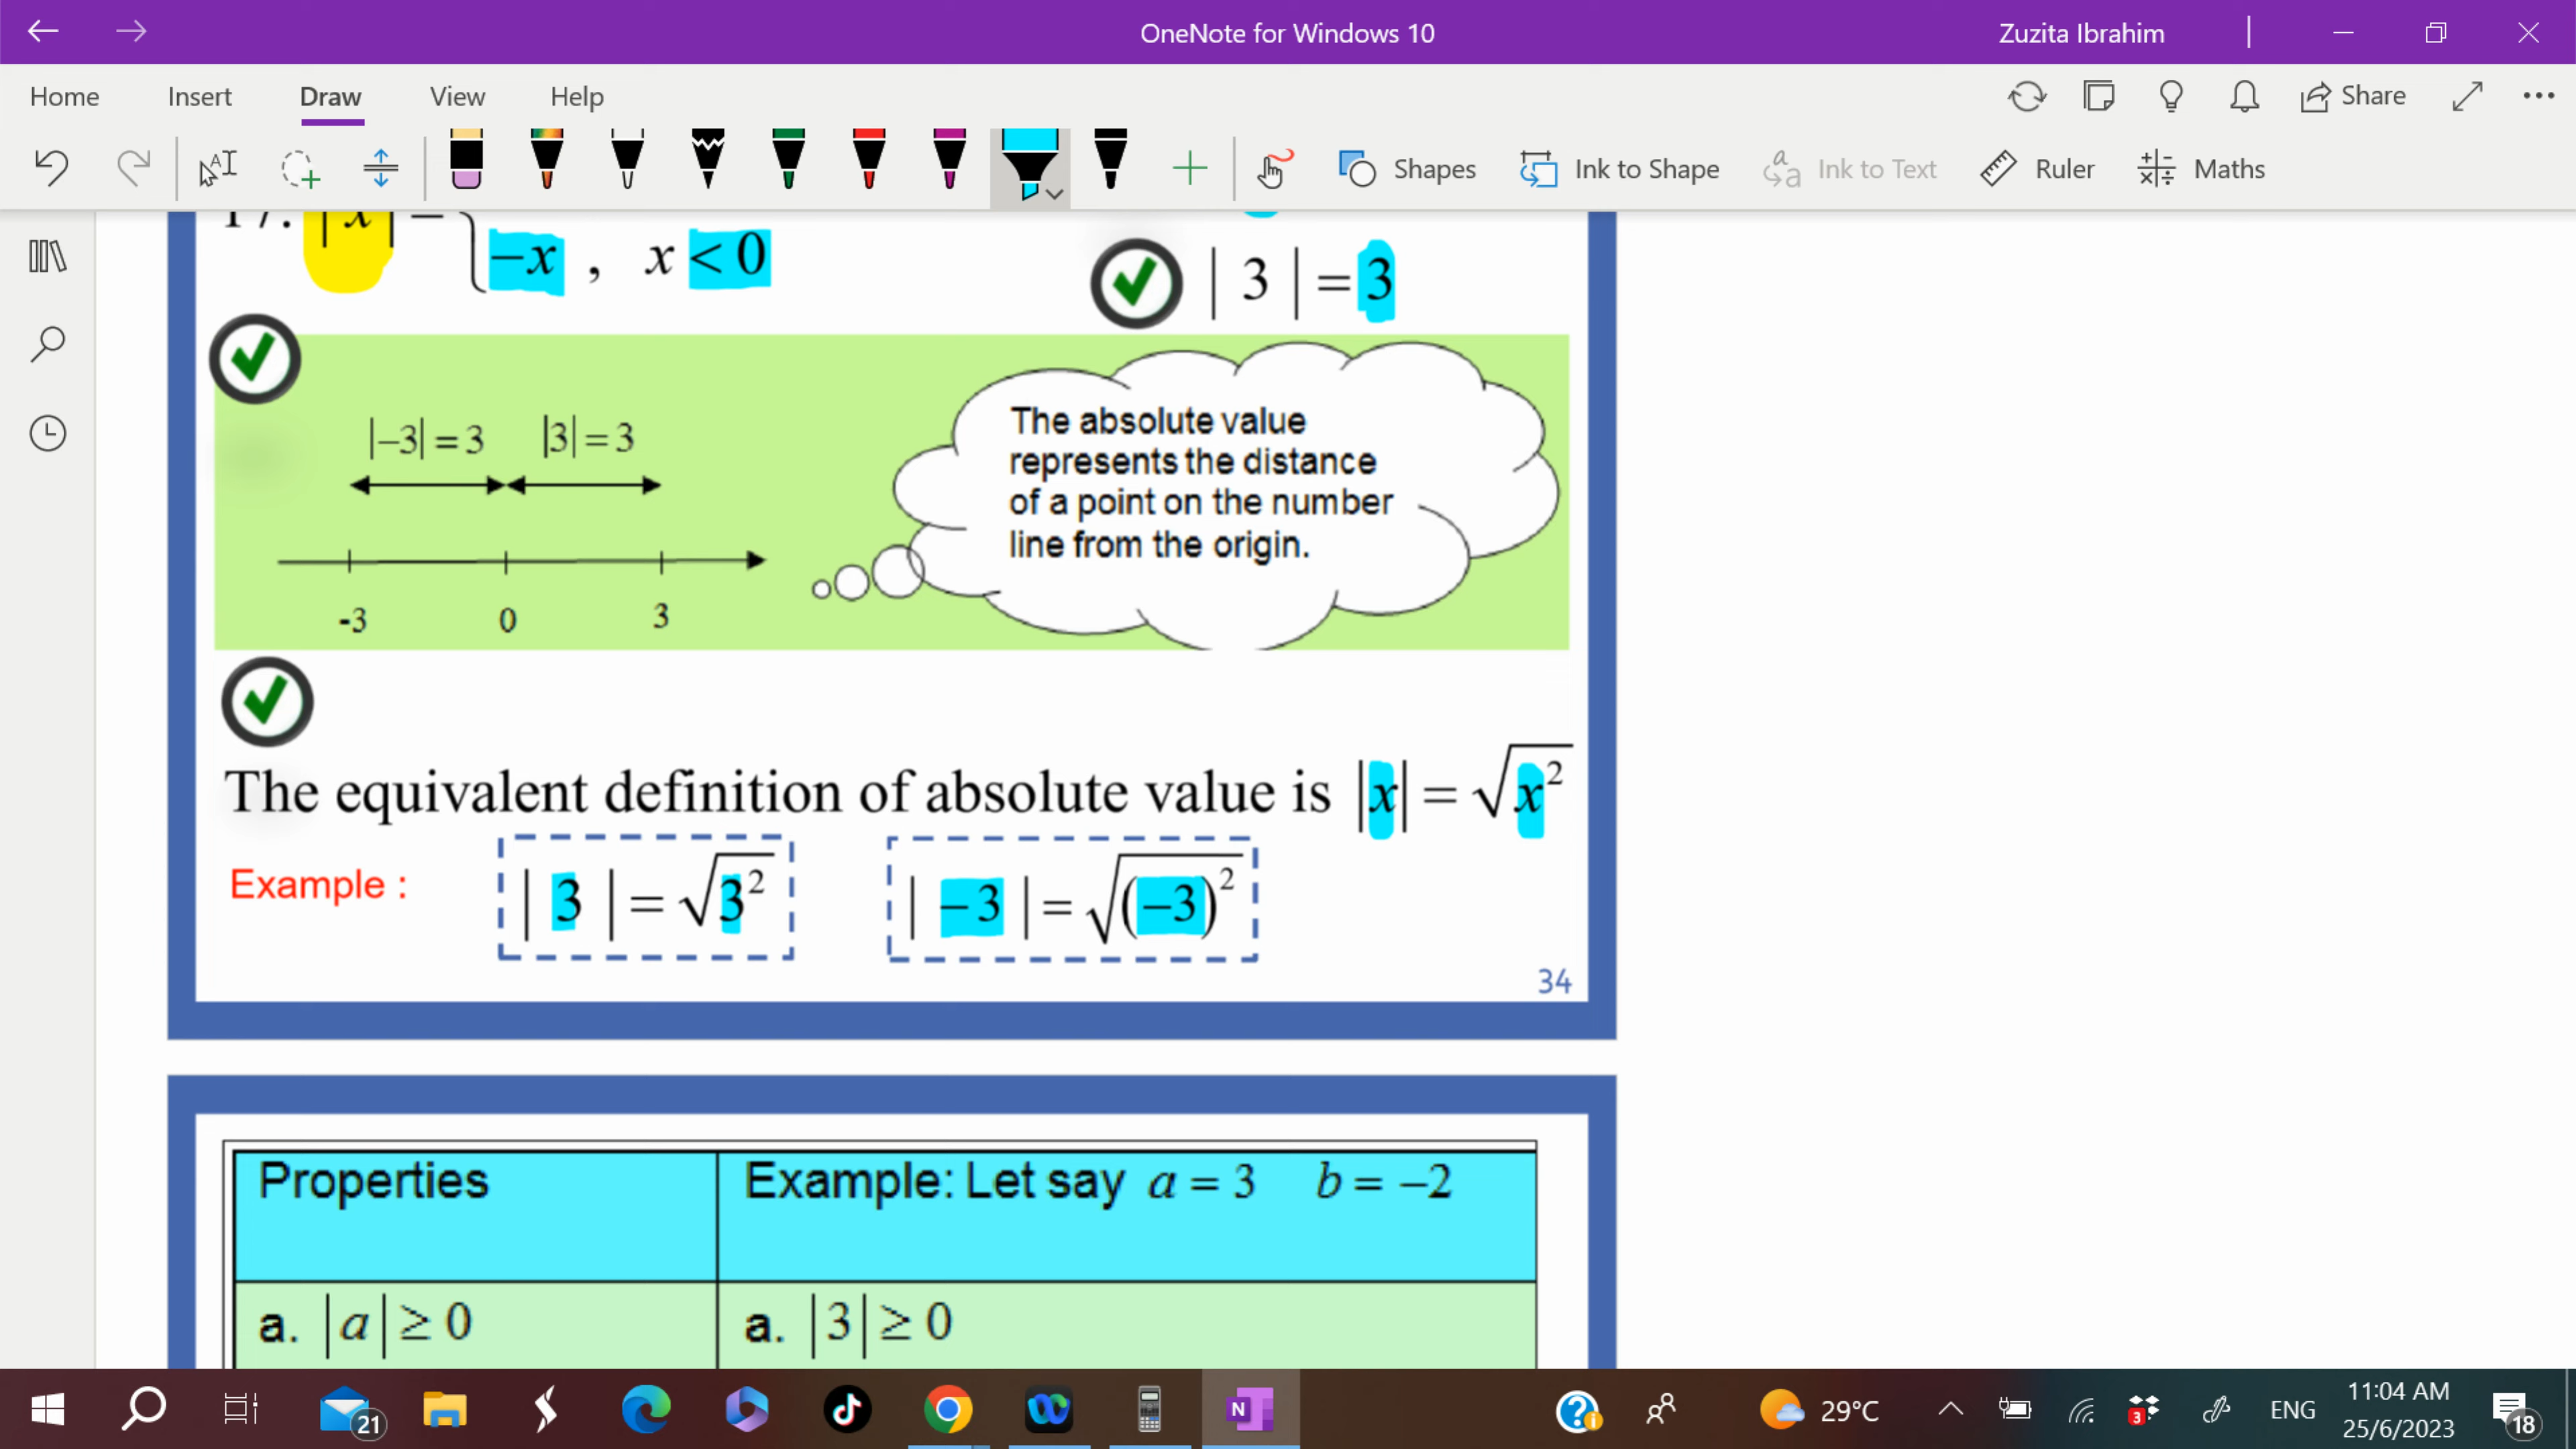 OneNote for Windows 10
Zuzita Ibrahim
Home Insert Draw View Help Share
Shapes Ink to Shape Ink to Text Ruler Maths
17. |x| =
−x , x < 0
| 3 | = 3
|−3| = 3 |3| = 3
The absolute value
represents the distance
of a point on the number
line from the origin.
-3 0 3
The equivalent definition of absolute value is |x| = √x²
Example : | 3 | = √3² | −3 | = √(−3)²
34
Properties Example: Let say a = 3 b = −2
a. |a| ≥ 0 a. |3| ≥ 0
21 N 29°C 3 ENG 11:04 AM
25/6/2023 18